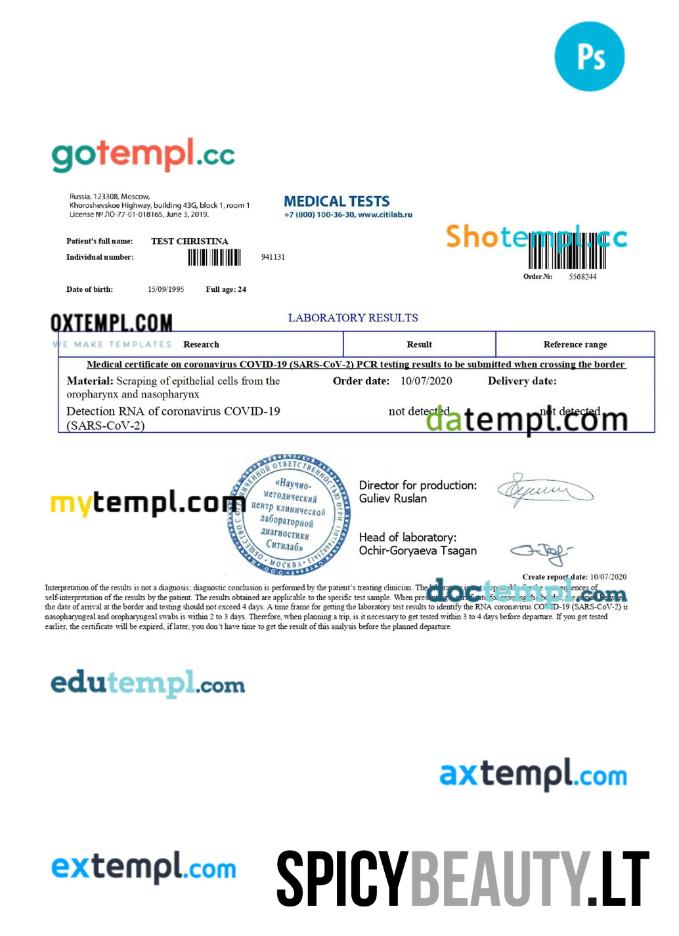 Ps
gotempl.cc
Russia, 123308, Moscow,
Khoroshevskoe Highway, building 43G, block 1, room 1
License № ЛО-77-01-018165, June 3, 2019.
MEDICAL TESTS
+7 (800) 100-36-30, www.citilab.ru
Patient's full name: TEST CHRISTINA
Individual number: 941131
Shotempl.cc
Order №: 5568244
Date of birth: 15/09/1995 Full age: 24
OXTEMPL.COM
WE MAKE TEMPLATES
LABORATORY RESULTS
Research Result Reference range
Medical certificate on coronavirus COVID-19 (SARS-CoV-2) PCR testing results to be submitted when crossing the border
Material: Scraping of epithelial cells from the Order date: 10/07/2020 Delivery date:
oropharynx and nasopharynx
Detection RNA of coronavirus COVID-19 not detected not detected
(SARS-CoV-2)
datempl.com
mytempl.com
«Научно-
методический
центр клинической
лабораторной
диагностики
Ситилаб»
МОСКВА
Director for production:
Guliev Ruslan
Head of laboratory:
Ochir-Goryaeva Tsagan
Create report date: 10/07/2020
doctempl.com
Interpretation of the results is not a diagnosis; diagnostic conclusion is performed by the patient's treating clinician. The
self-interpretation of the results by the patient. The results obtained are applicable to the specific test sample. When
the date of arrival at the border and testing should not exceed 4 days. A time frame for getting the laboratory test results to identify the RNA coronavirus COVID-19 (SARS-CoV-2) in
nasopharyngeal and oropharyngeal swabs is within 2 to 3 days. Therefore, when planning a trip, is it necessary to get tested within 3 to 4 days before departure. If you get tested
earlier, the certificate will be expired, if later, you don't have time to get the result of this analysis before the planned departure.
edutempl.com
axtempl.com
extempl.com
SPICYBEAUTY.LT